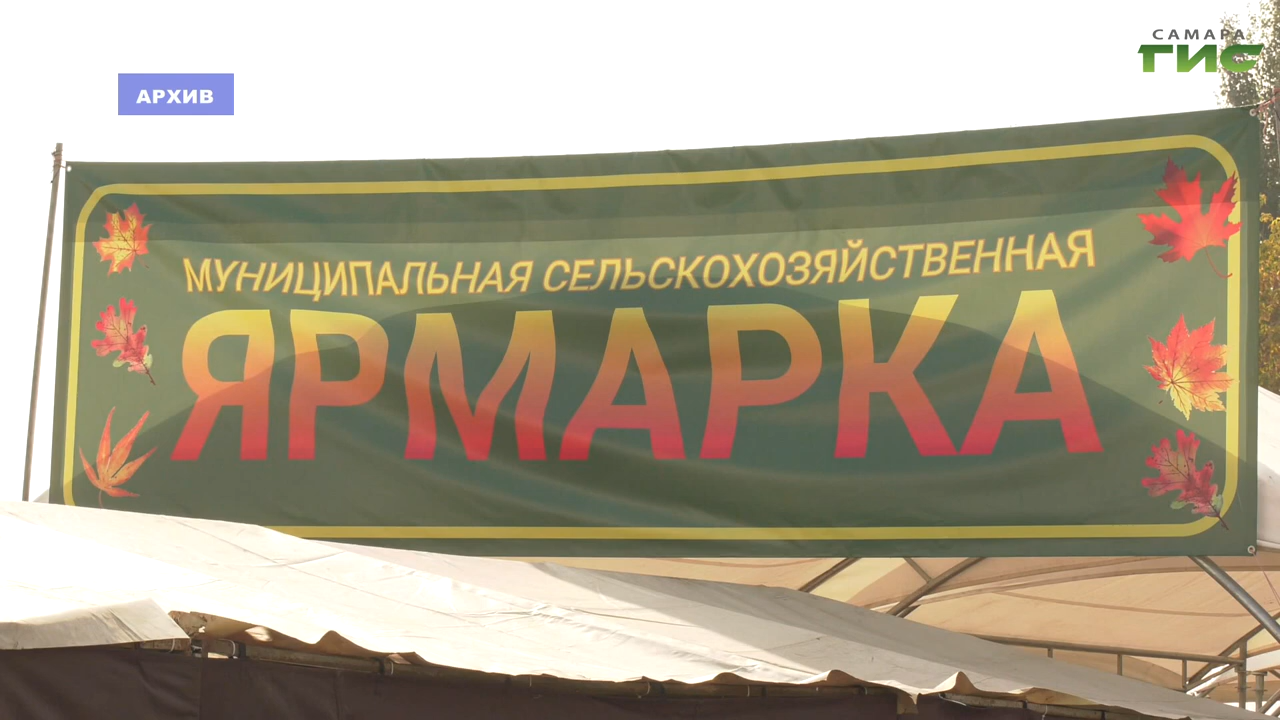 САМАРА
ГИС
АРХИВ
МУНИЦИПАЛЬНАЯ СЕЛЬСКОХОЗЯЙСТВЕННАЯ
ЯРМАРКА